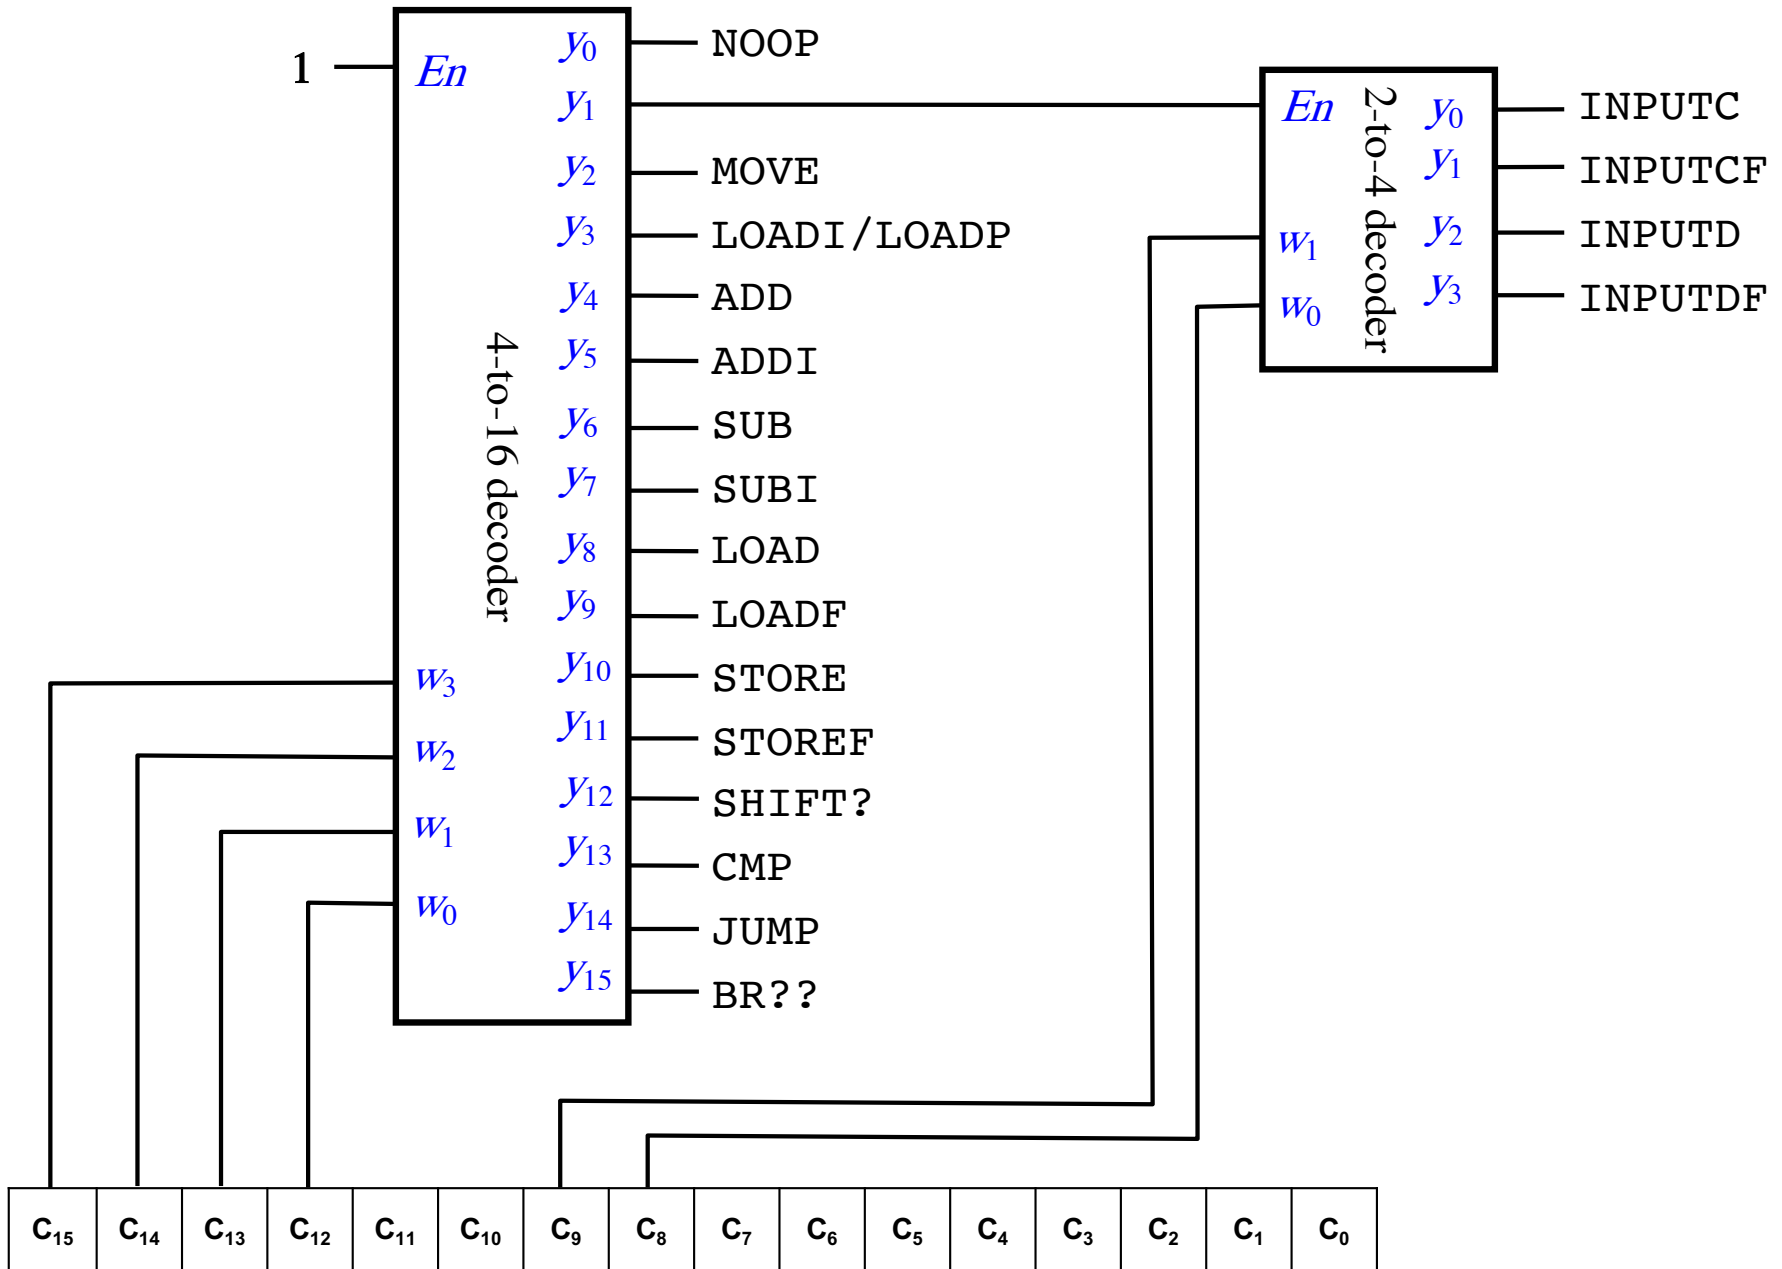 1
En
4-to-16 decoder
w₃
w₂
w₁
w₀
y₀ NOOP
y₁
y₂ MOVE
y₃ LOADI/LOADP
y₄ ADD
y₅ ADDI
y₆ SUB
y₇ SUBI
y₈ LOAD
y₉ LOADF
y₁₀ STORE
y₁₁ STOREF
y₁₂ SHIFT?
y₁₃ CMP
y₁₄ JUMP
y₁₅ BR??
En
w₁
w₀
2-to-4 decoder
y₀ INPUTC
y₁ INPUTCF
y₂ INPUTD
y₃ INPUTDF
C₁₅ C₁₄ C₁₃ C₁₂ C₁₁ C₁₀ C₉ C₈ C₇ C₆ C₅ C₄ C₃ C₂ C₁ C₀